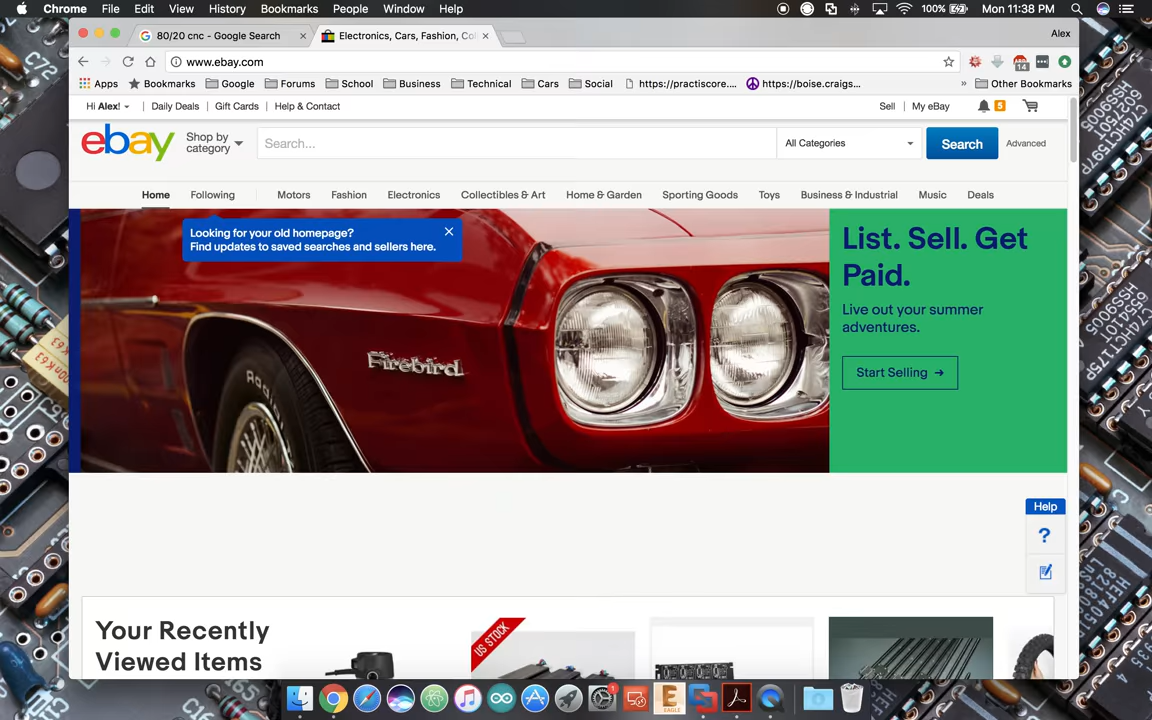 Chrome File Edit View History Bookmarks People Window Help
100% Mon 11:38 PM
80/20 cnc - Google Search
Electronics, Cars, Fashion, Co
Alex
www.ebay.com
14
Apps Bookmarks Google Forums School Business Technical Cars Social https://practiscore.... https://boise.craigs... » Other Bookmarks
Hi Alex! Daily Deals Gift Cards Help & Contact
Sell My eBay 5
ebay
Shop by
category
Search...
All Categories
Search
Advanced
Home Following Motors Fashion Electronics Collectibles & Art Home & Garden Sporting Goods Toys Business & Industrial Music Deals
Looking for your old homepage?
Find updates to saved searches and sellers here.
Firebird
List. Sell. Get
Paid.
Live out your summer
adventures.
Start Selling →
Help
?
Your Recently
Viewed Items
US STOCK
1
EAGLE
C72